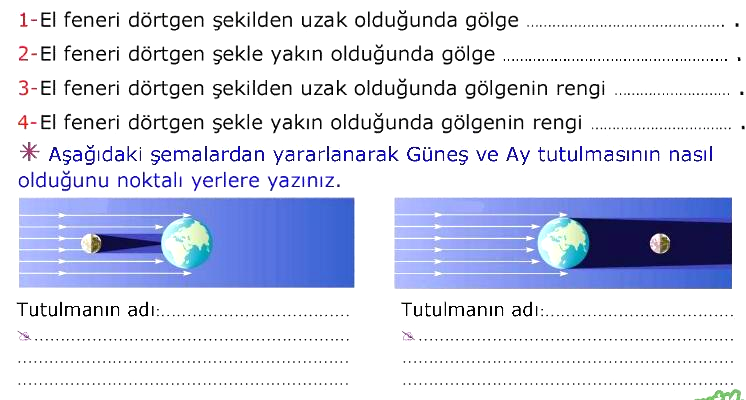 1-El feneri dörtgen şekilden uzak olduğunda gölge ................................................ .
2-El feneri dörtgen şekle yakın olduğunda gölge ...................................................... .
3-El feneri dörtgen şekilden uzak olduğunda gölgenin rengi ............................ .
4-El feneri dörtgen şekle yakın olduğunda gölgenin rengi .................................. .
Aşağıdaki şemalardan yararlanarak Güneş ve Ay tutulmasının nasıl
olduğunu noktalı yerlere yazınız.
Tutulmanın adı:...................................
Tutulmanın adı:...................................